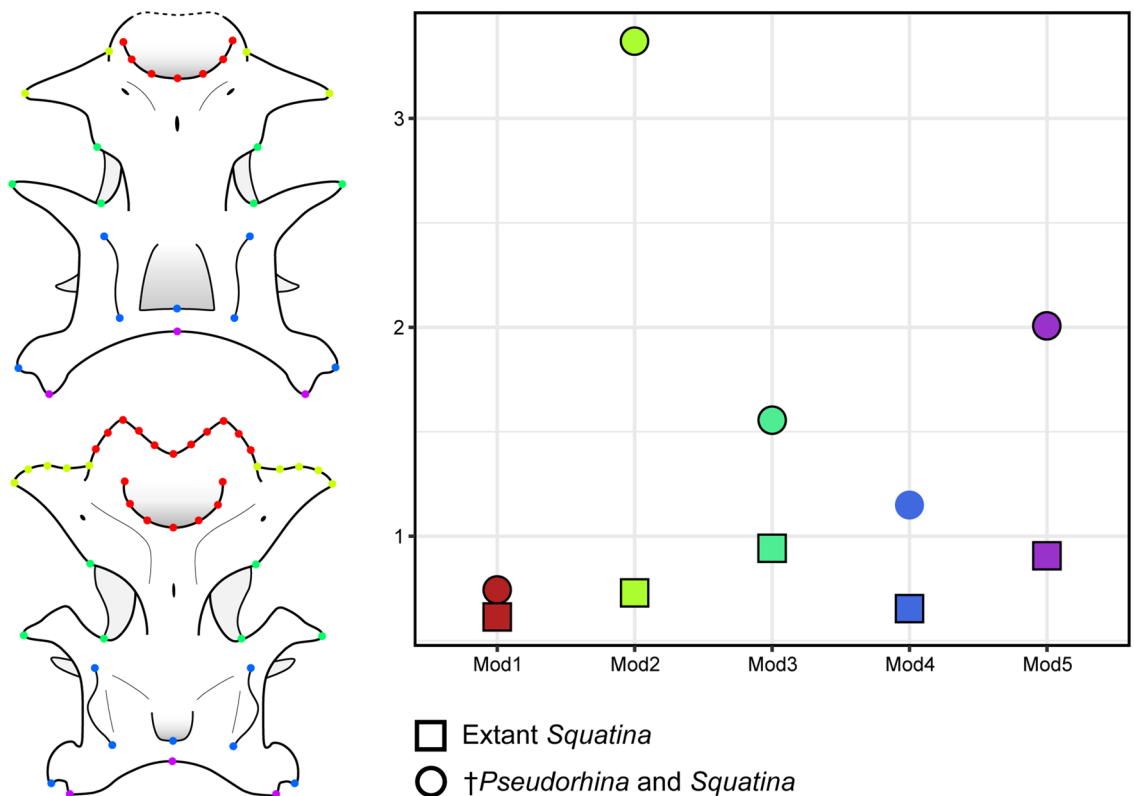 3
2
1
Mod1 Mod2 Mod3 Mod4 Mod5
Extant Squatina
†Pseudorhina and Squatina